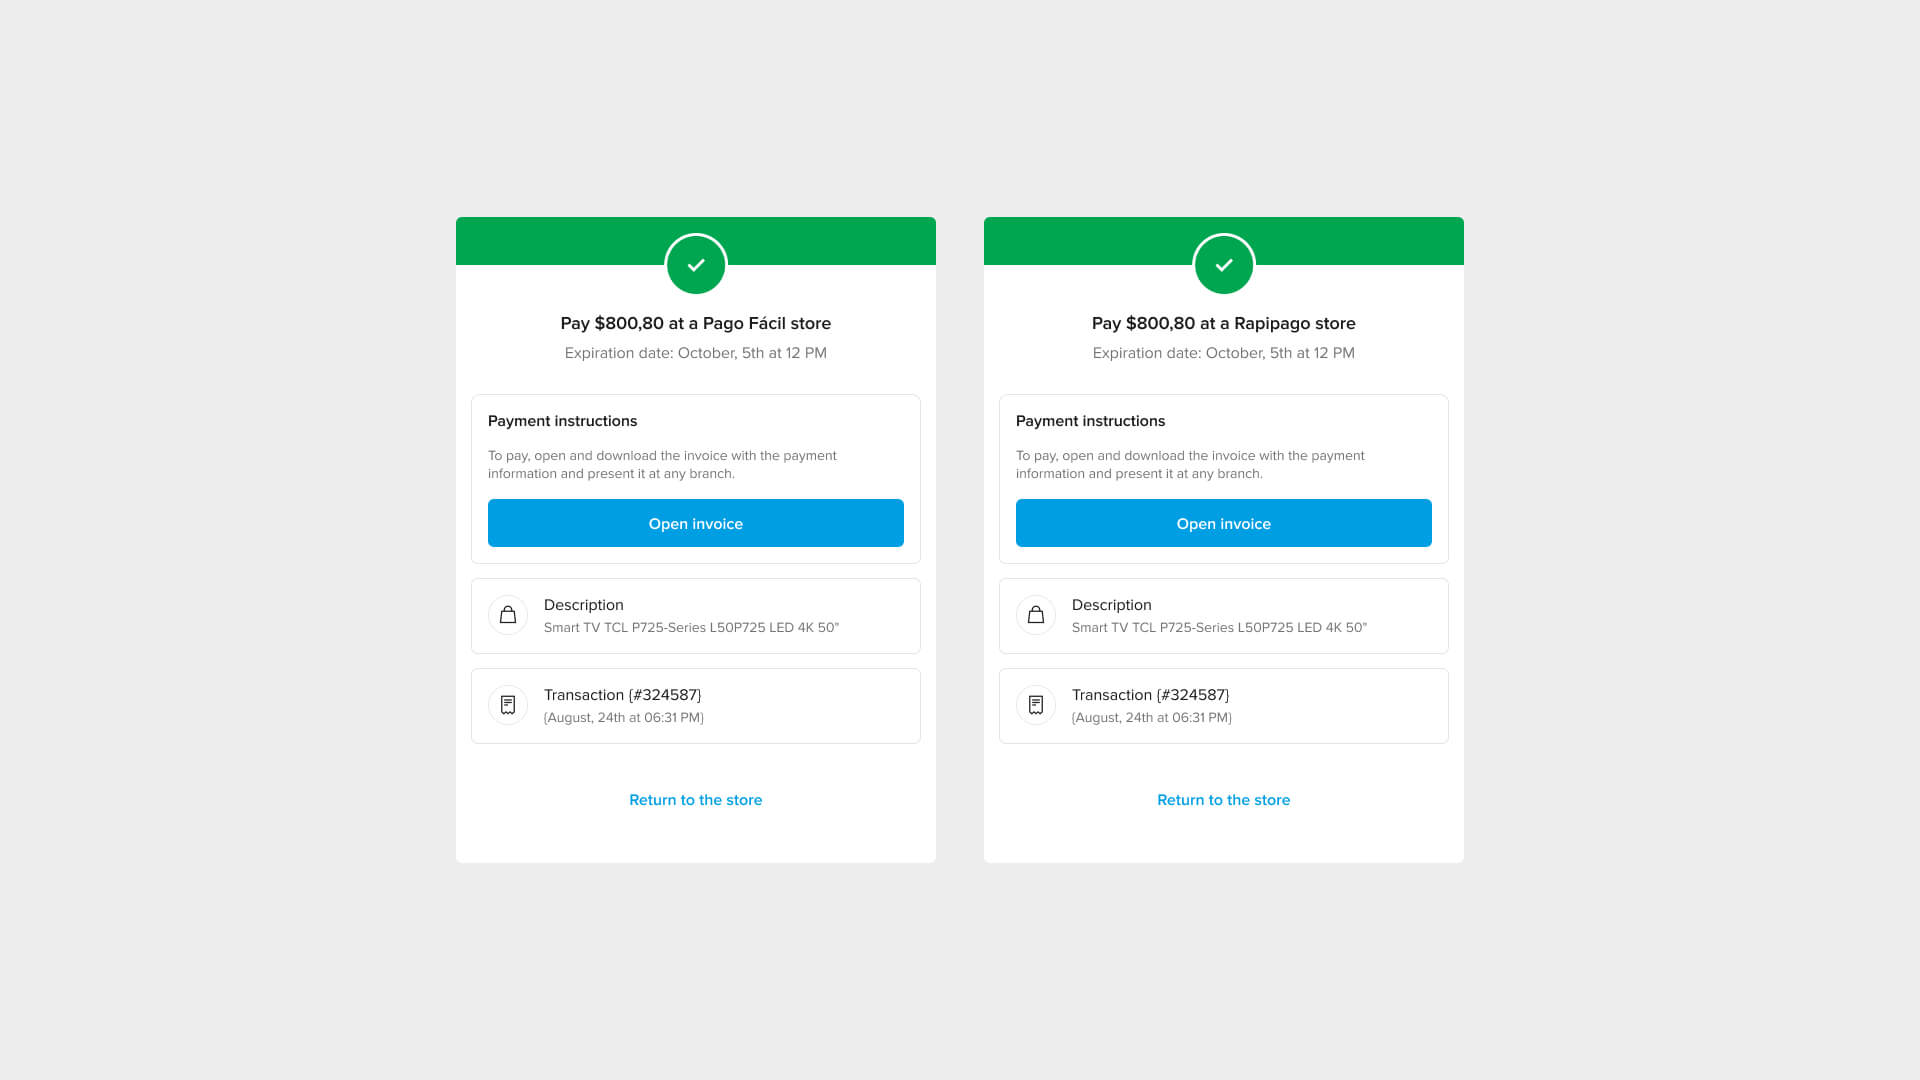 Pay $800,80 at a Pago Fácil store
Expiration date: October, 5th at 12 PM
Payment instructions
To pay, open and download the invoice with the payment
information and present it at any branch.
Open invoice
Description
Smart TV TCL P725-Series L50P725 LED 4K 50"
Transaction {#324587}
{August, 24th at 06:31 PM}
Return to the store
Pay $800,80 at a Rapipago store
Expiration date: October, 5th at 12 PM
Payment instructions
To pay, open and download the invoice with the payment
information and present it at any branch.
Open invoice
Description
Smart TV TCL P725-Series L50P725 LED 4K 50"
Transaction {#324587}
{August, 24th at 06:31 PM}
Return to the store